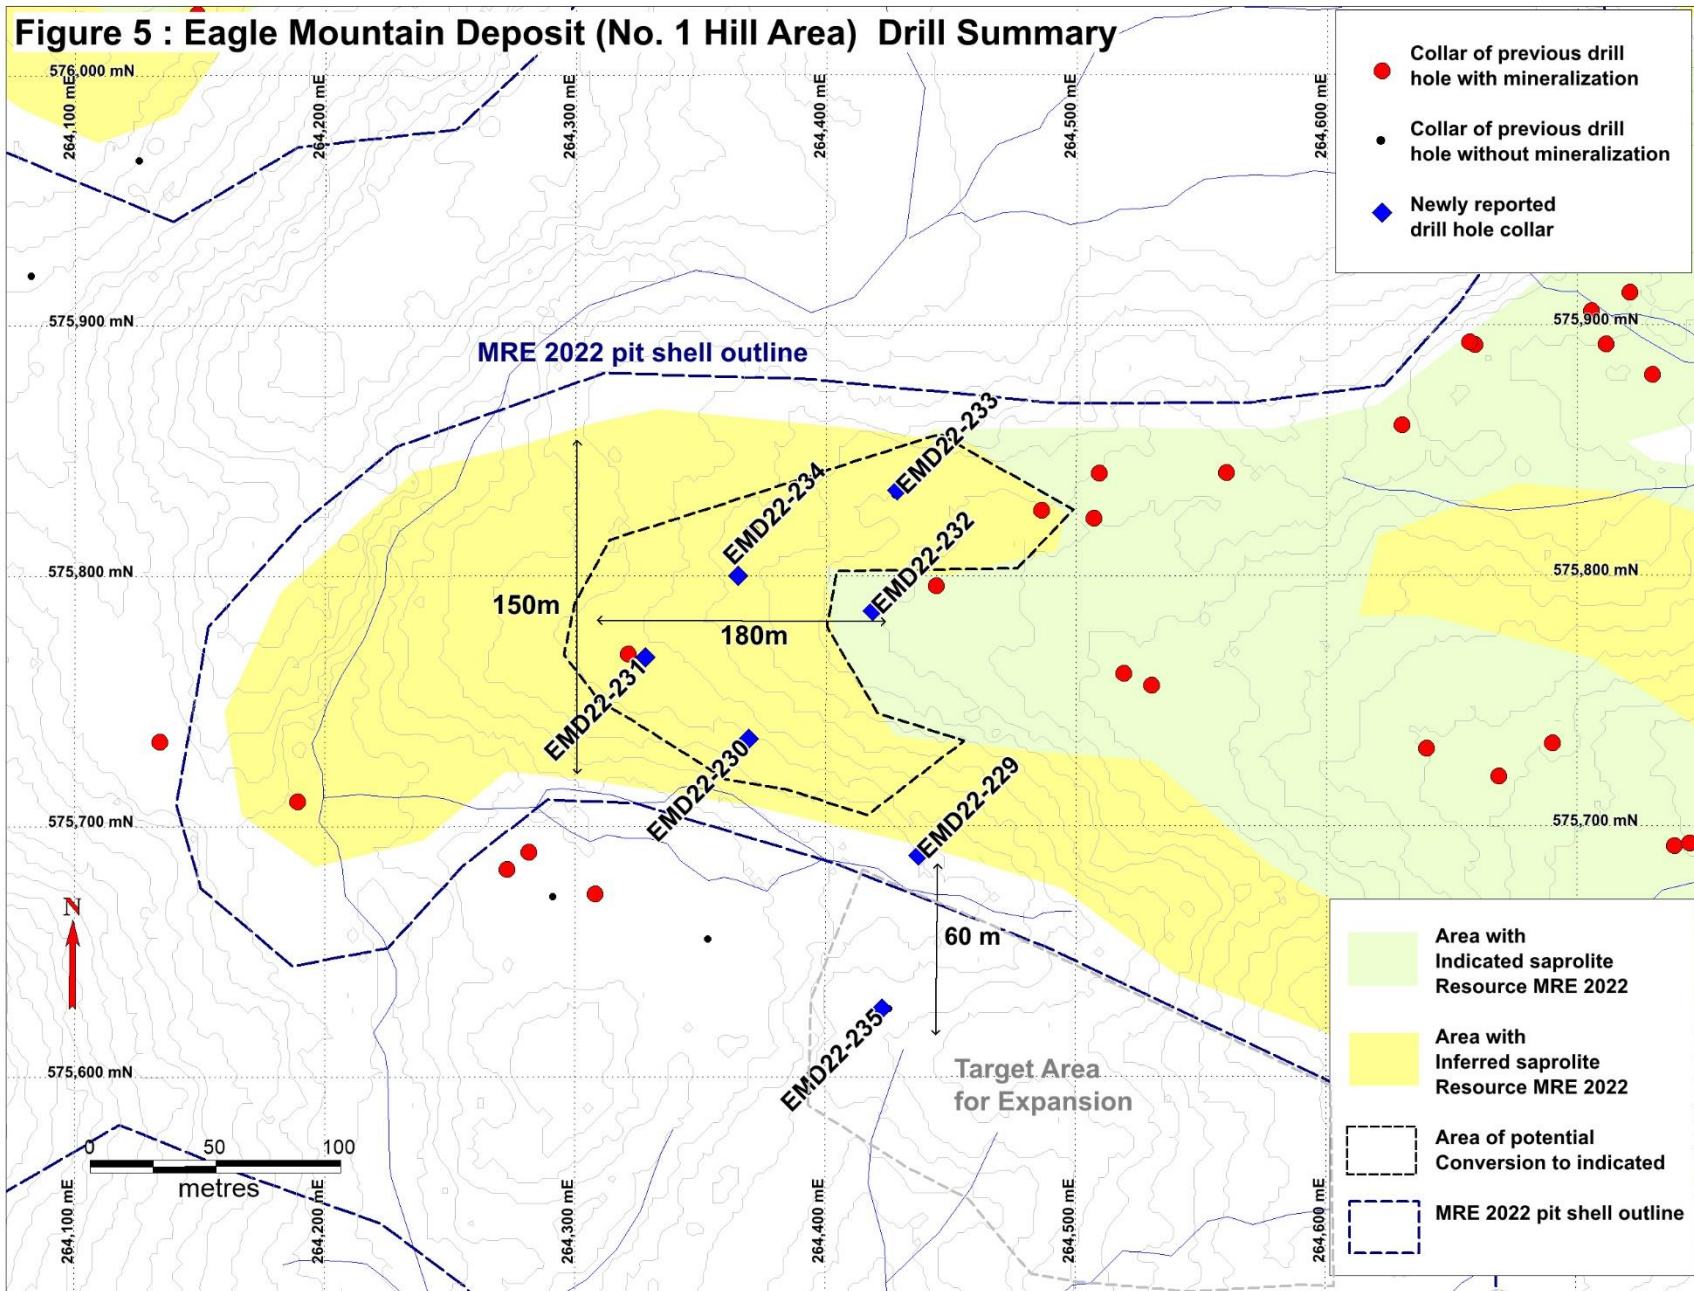 Figure 5 : Eagle Mountain Deposit (No. 1 Hill Area)  Drill Summary
Collar of previous drill
hole with mineralization
Collar of previous drill
hole without mineralization
Newly reported
drill hole collar
576,000 mN
264,100 mE
264,200 mE
264,300 mE
264,400 mE
264,500 mE
264,600 mE
575,900 mN
575,900 mN
MRE 2022 pit shell outline
EMD22-233
EMD22-234
EMD22-232
575,800 mN
575,800 mN
150m
180m
EMD22-231
EMD22-230
EMD22-229
575,700 mN
575,700 mN
N
60 m
EMD22-235
575,600 mN
Target Area
for Expansion
0 50 100
metres
264,100 mE
264,200 mE
264,300 mE
264,400 mE
264,500 mE
264,600 mE
Area with
Indicated saprolite
Resource MRE 2022
Area with
Inferred saprolite
Resource MRE 2022
Area of potential
Conversion to indicated
MRE 2022 pit shell outline